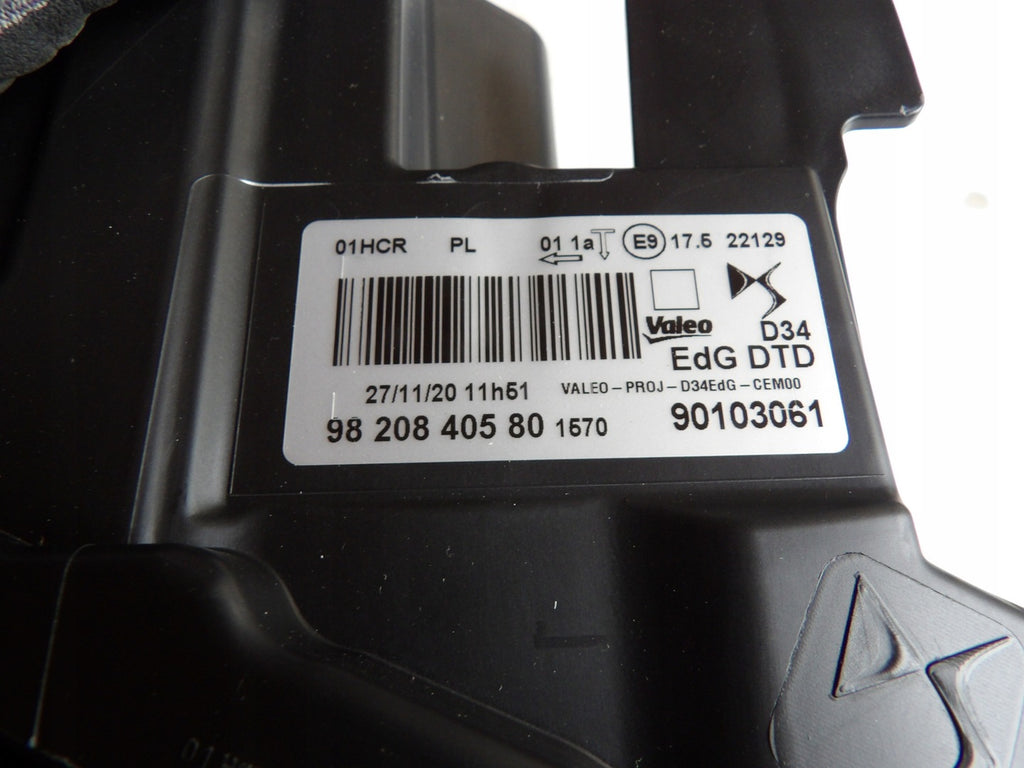 01HCR PL 01 1a E9 17.5 22129
Valeo
D34
EdG DTD
27/11/20 11h51 VALEO-PROJ-D34EdG-CEM00
98 208 405 80 1570 90103061